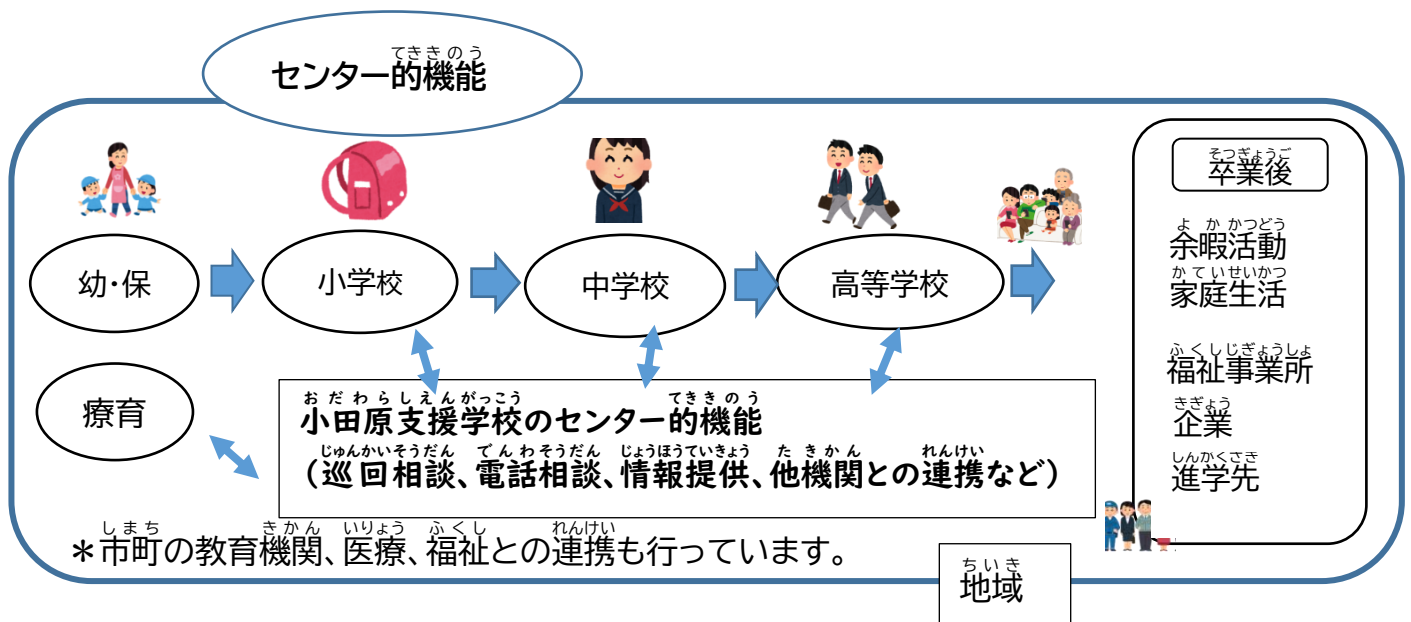 センター的機能
てききのう
幼・保
小学校
中学校
高等学校
療育
おだわらしえんがっこう てききのう
小田原支援学校のセンター的機能
じゅんかいそうだん でんわそうだん じょうほうていきょう たきかん れんけい
（巡回相談、電話相談、情報提供、他機関との連携など）
しまち きかん いりょう ふくし れんけい
＊市町の教育機関、医療、福祉との連携も行っています。
そつぎょうご
卒業後
よかかつどう
余暇活動
かていせいかつ
家庭生活
ふくしじぎょうしょ
福祉事業所
きぎょう
企業
しんがくさき
進学先
ちいき
地域